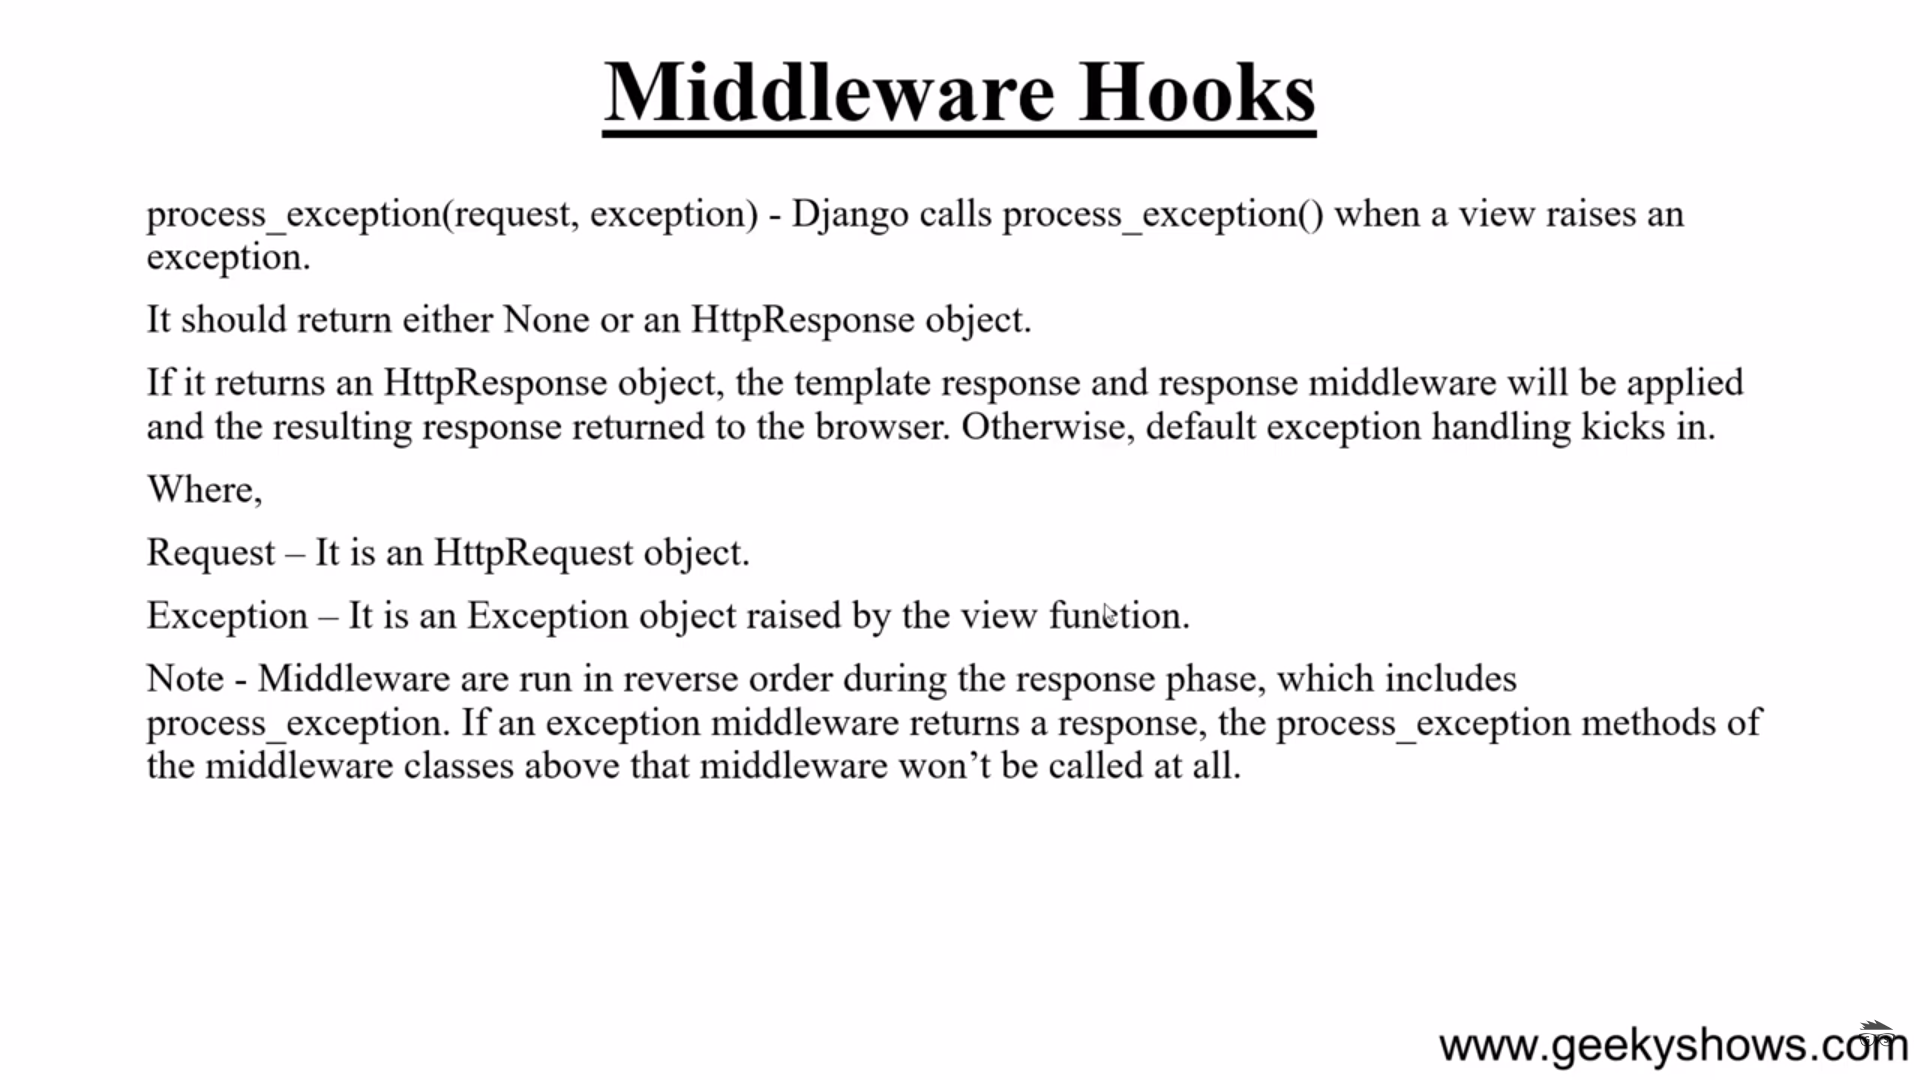 Middleware Hooks
process_exception(request, exception) - Django calls process_exception() when a view raises an
exception.
It should return either None or an HttpResponse object.
If it returns an HttpResponse object, the template response and response middleware will be applied
and the resulting response returned to the browser. Otherwise, default exception handling kicks in.
Where,
Request – It is an HttpRequest object.
Exception – It is an Exception object raised by the view function.
Note - Middleware are run in reverse order during the response phase, which includes
process_exception. If an exception middleware returns a response, the process_exception methods of
the middleware classes above that middleware won’t be called at all.
www.geekyshows.com